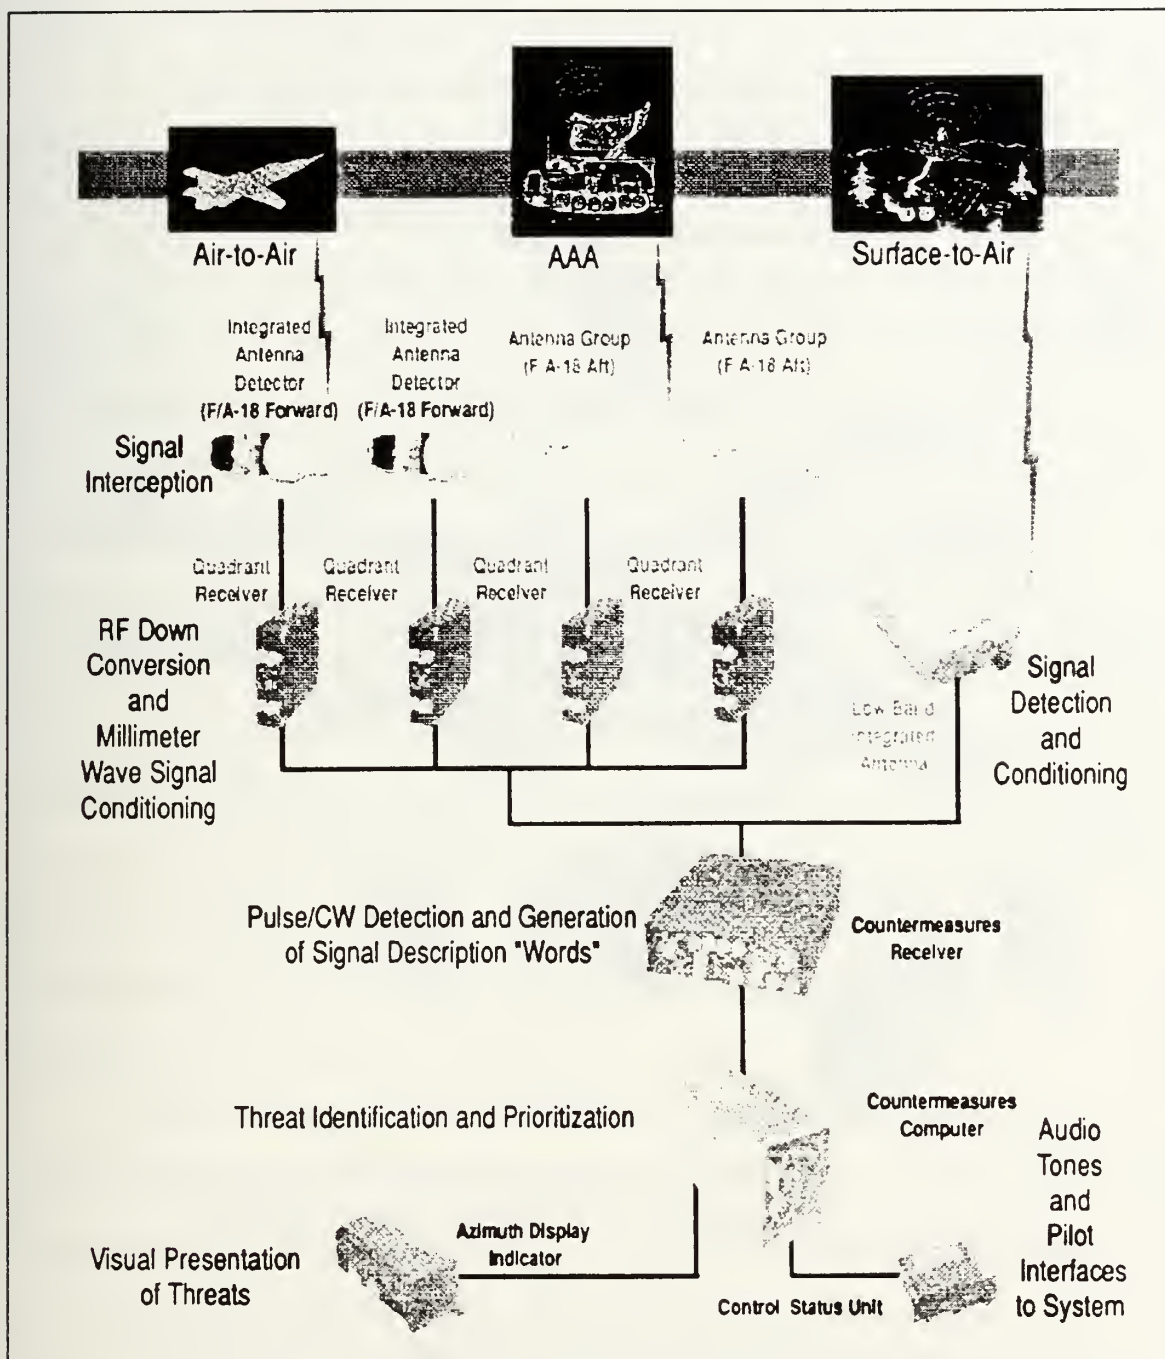 Air-to-Air
AAA
Surface-to-Air
Integrated
Antenna
Detector
(F/A-18 Forward)
Integrated
Antenna
Detector
(F/A-18 Forward)
Antenna Group
(F A-18 Aft)
Antenna Group
(F A-18 Aft)
Signal
Interception
Quadrant
Receiver
Quadrant
Receiver
Quadrant
Receiver
Quadrant
Receiver
RF Down
Conversion
and
Millimeter
Wave Signal
Conditioning
Low Band
Integrated
Antenna
Signal
Detection
and
Conditioning
Pulse/CW Detection and Generation
of Signal Description "Words"
Countermeasures
Receiver
Threat Identification and Prioritization
Countermeasures
Computer
Audio
Tones
and
Pilot
Interfaces
to System
Azimuth Display
Indicator
Visual Presentation
of Threats
Control Status Unit